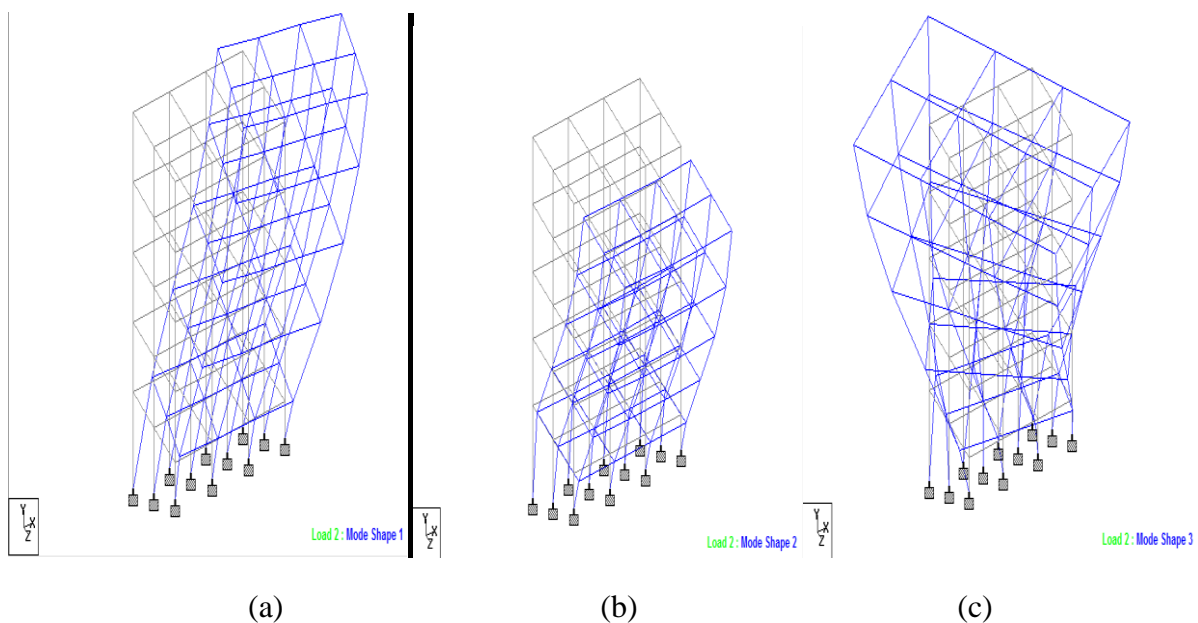 Y
X
Z
Load 2 : Mode Shape 1
Y
X
Z
Load 2 : Mode Shape 2
Y
X
Z
Load 2 : Mode Shape 3
(a)
(b)
(c)